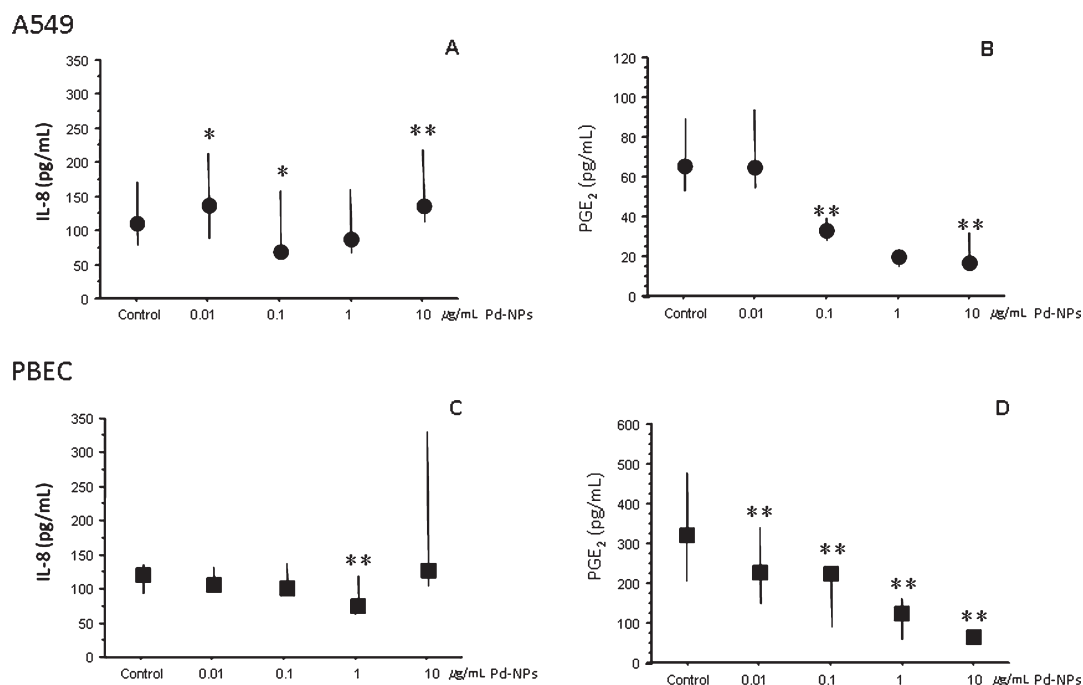 A549
A
IL-8 (pg/mL)
350
300
250
200
150
100
50
0
* * **
Control 0.01 0.1 1 10 µg/mL Pd-NPs
B
PGE₂ (pg/mL)
120
100
80
60
40
20
0
** **
Control 0.01 0.1 1 10 µg/mL Pd-NPs
PBEC
C
IL-8 (pg/mL)
350
300
250
200
150
100
50
0
**
Control 0.01 0.1 1 10 µg/mL Pd-NPs
D
PGE₂ (pg/mL)
600
500
400
300
200
100
0
** ** ** **
Control 0.01 0.1 1 10 µg/mL Pd-NPs